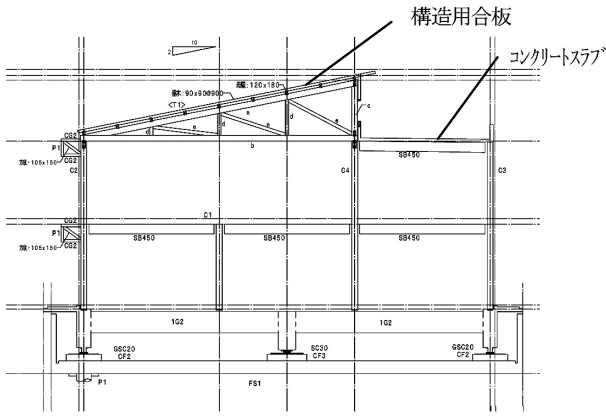 構造用合板
コンクリートスラブ
10
2
母屋:120x180
垂木:90x90@900
<T1>
a
c
d
d
d
e
e
e
b
CG2
P1
CG2
方杖-105x150
C2
C4
C3
SB450
CG2
P1
CG2
方杖-105x150
C1
SB450
SB450
SB450
1G2
1G2
GSC20
CF2
SC30
CF3
GSC20
CF2
P1
FS1